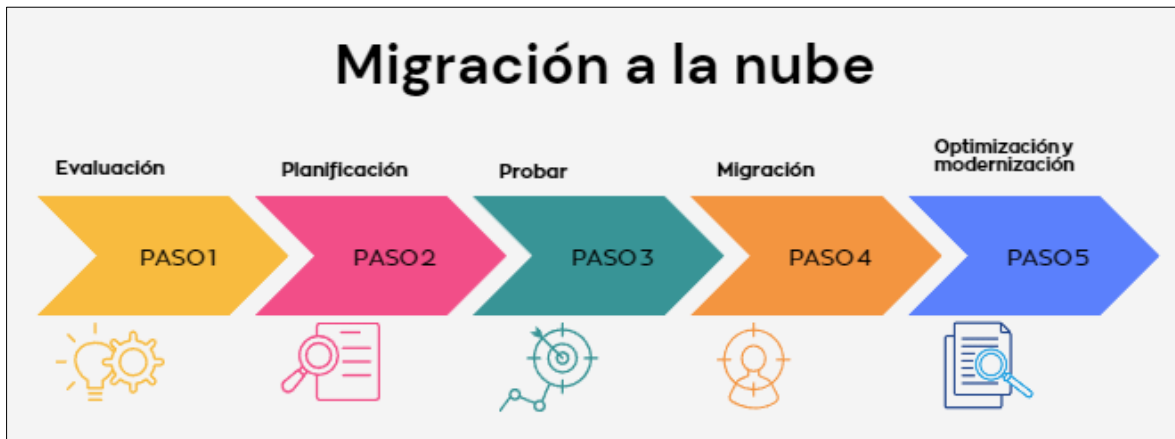 Migración a la nube
Evaluación
Planificación
Probar
Migración
Optimización y
modernización
PASO 1
PASO 2
PASO 3
PASO 4
PASO 5